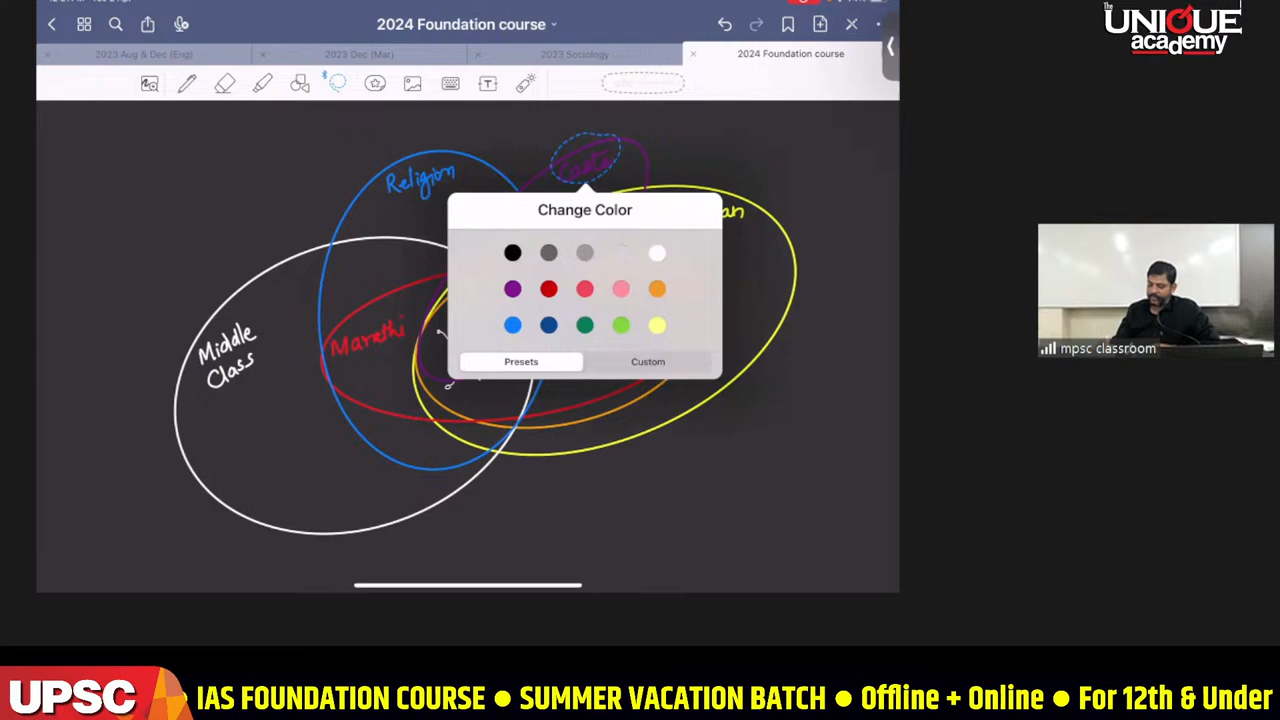 2024 Foundation course
The
UNIQUE
academy
2023 Aug & Dec (Eng)
2023 Dec (Mar)
2023 Sociology
2024 Foundation course
T
Religion
Caste
Change Color
an
Middle
Class
Marathi
Presets
Custom
mpsc classroom
UPSC
IAS FOUNDATION COURSE ● SUMMER VACATION BATCH ● Offline + Online ● For 12th & Under